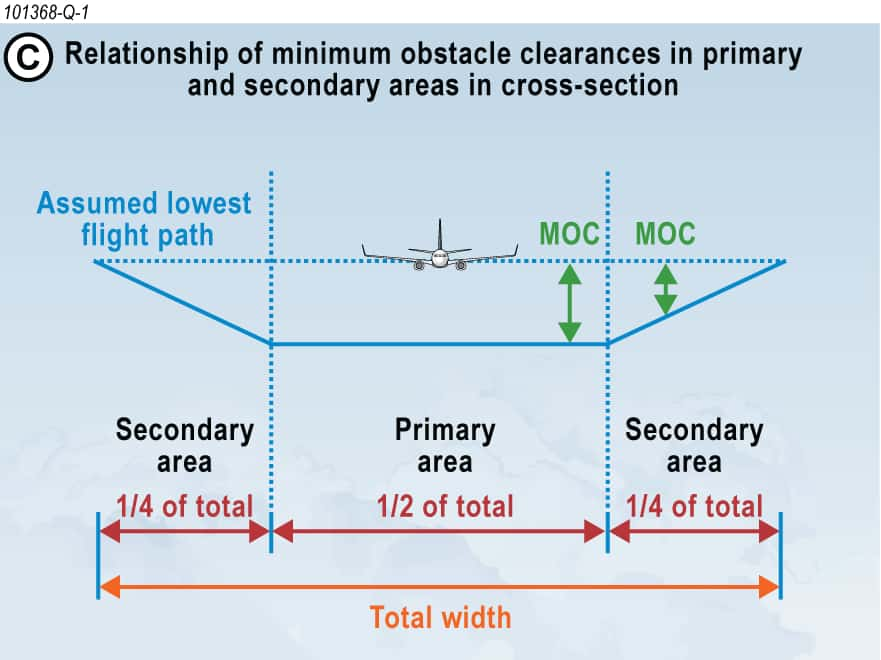 101368-Q-1
C
Relationship of minimum obstacle clearances in primary
and secondary areas in cross-section
Assumed lowest
flight path
MOC
MOC
Secondary
area
1/4 of total
Primary
area
1/2 of total
Secondary
area
1/4 of total
Total width